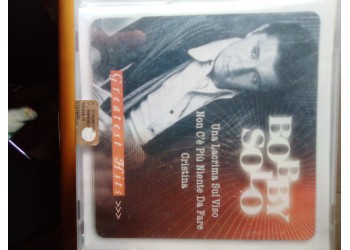 BOBBY
SOLO
Una Lacrima Sul Viso
Non C'è Più Niente Da Fare
Cristina
Greatest Hits >>>